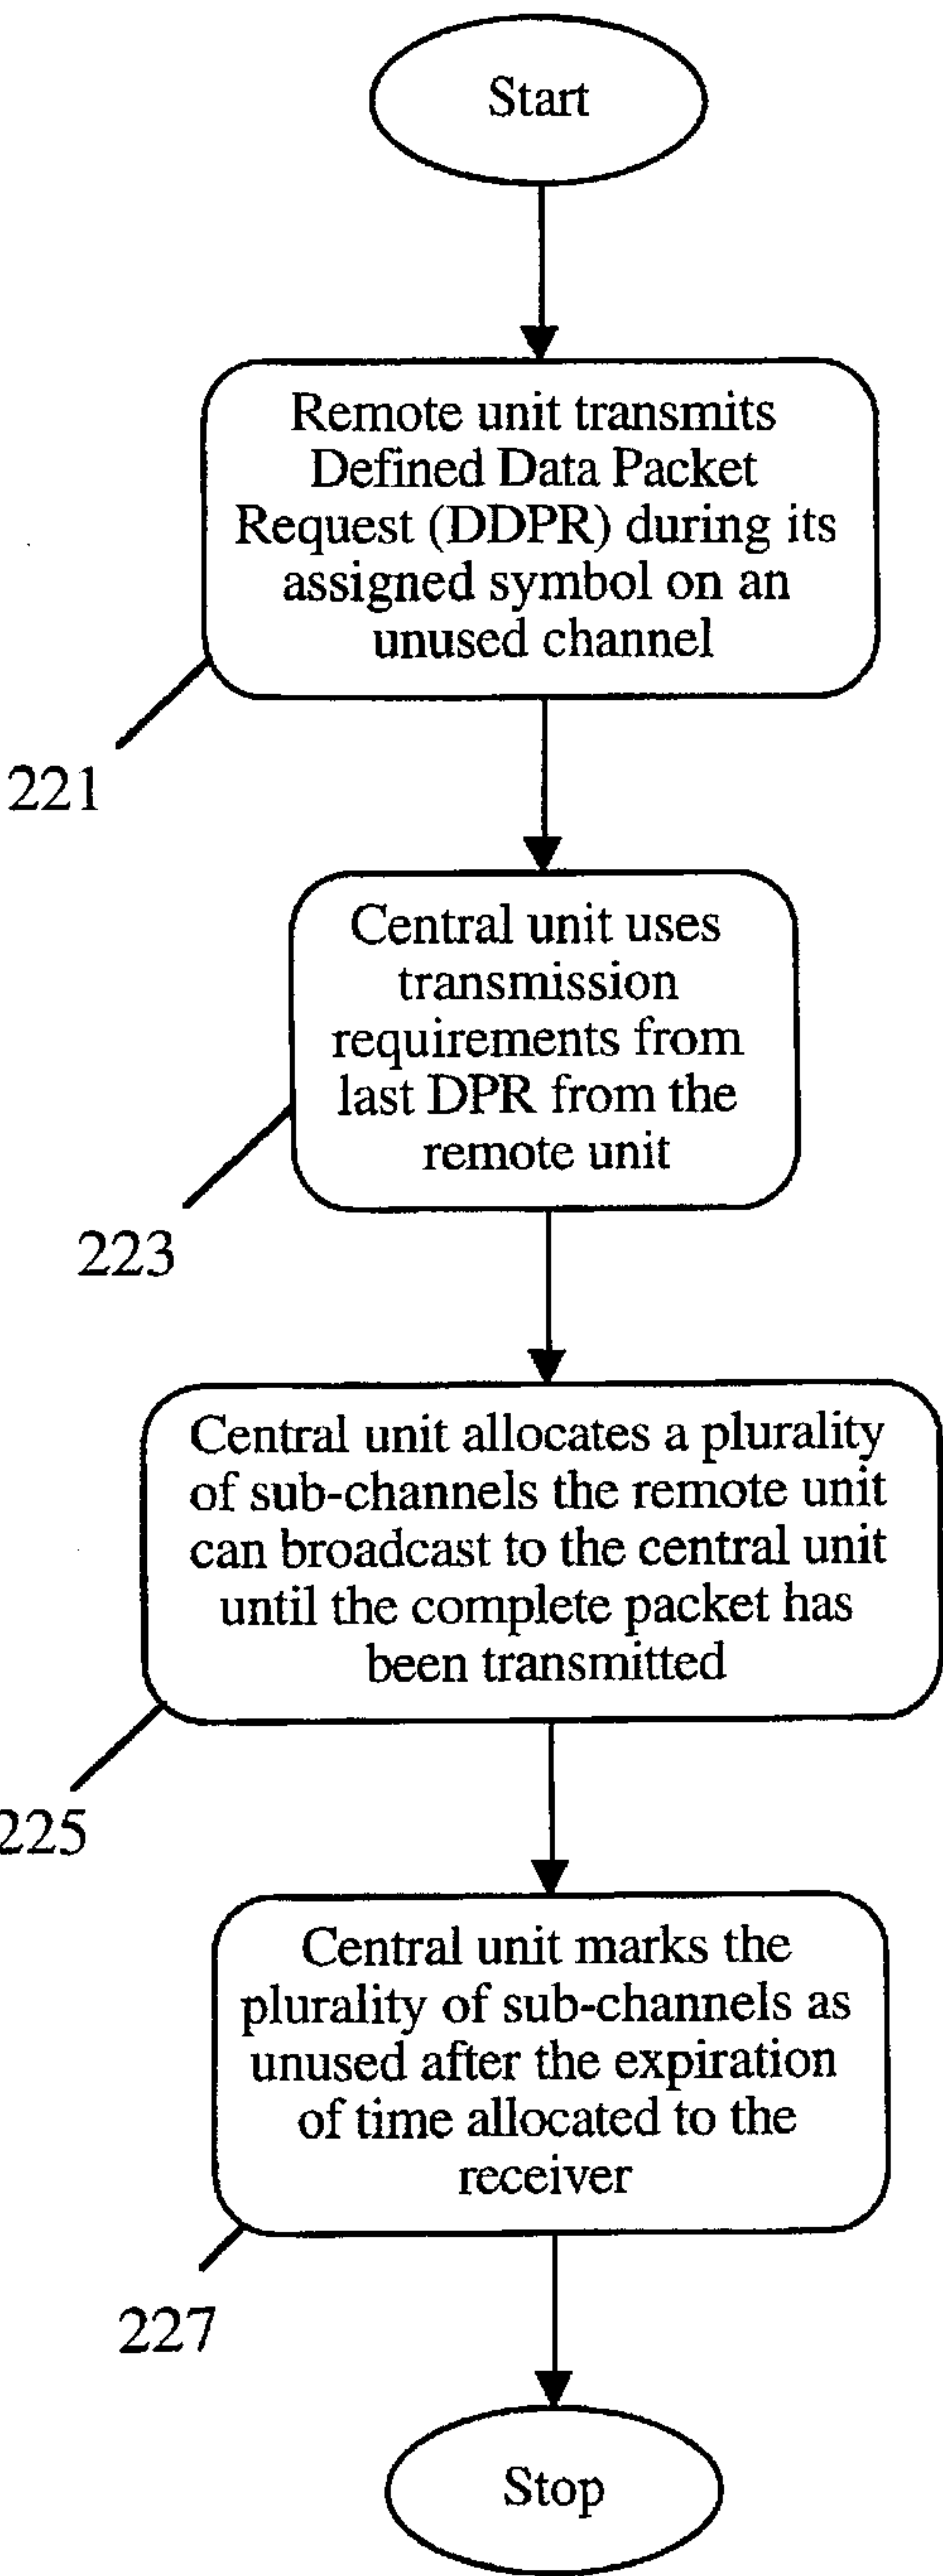 Start
Remote unit transmits
Defined Data Packet
Request (DDPR) during its
assigned symbol on an
unused channel
221
Central unit uses
transmission
requirements from
last DPR from the
remote unit
223
Central unit allocates a plurality
of sub-channels the remote unit
can broadcast to the central unit
until the complete packet has
been transmitted
225
Central unit marks the
plurality of sub-channels as
unused after the expiration
of time allocated to the
receiver
227
Stop